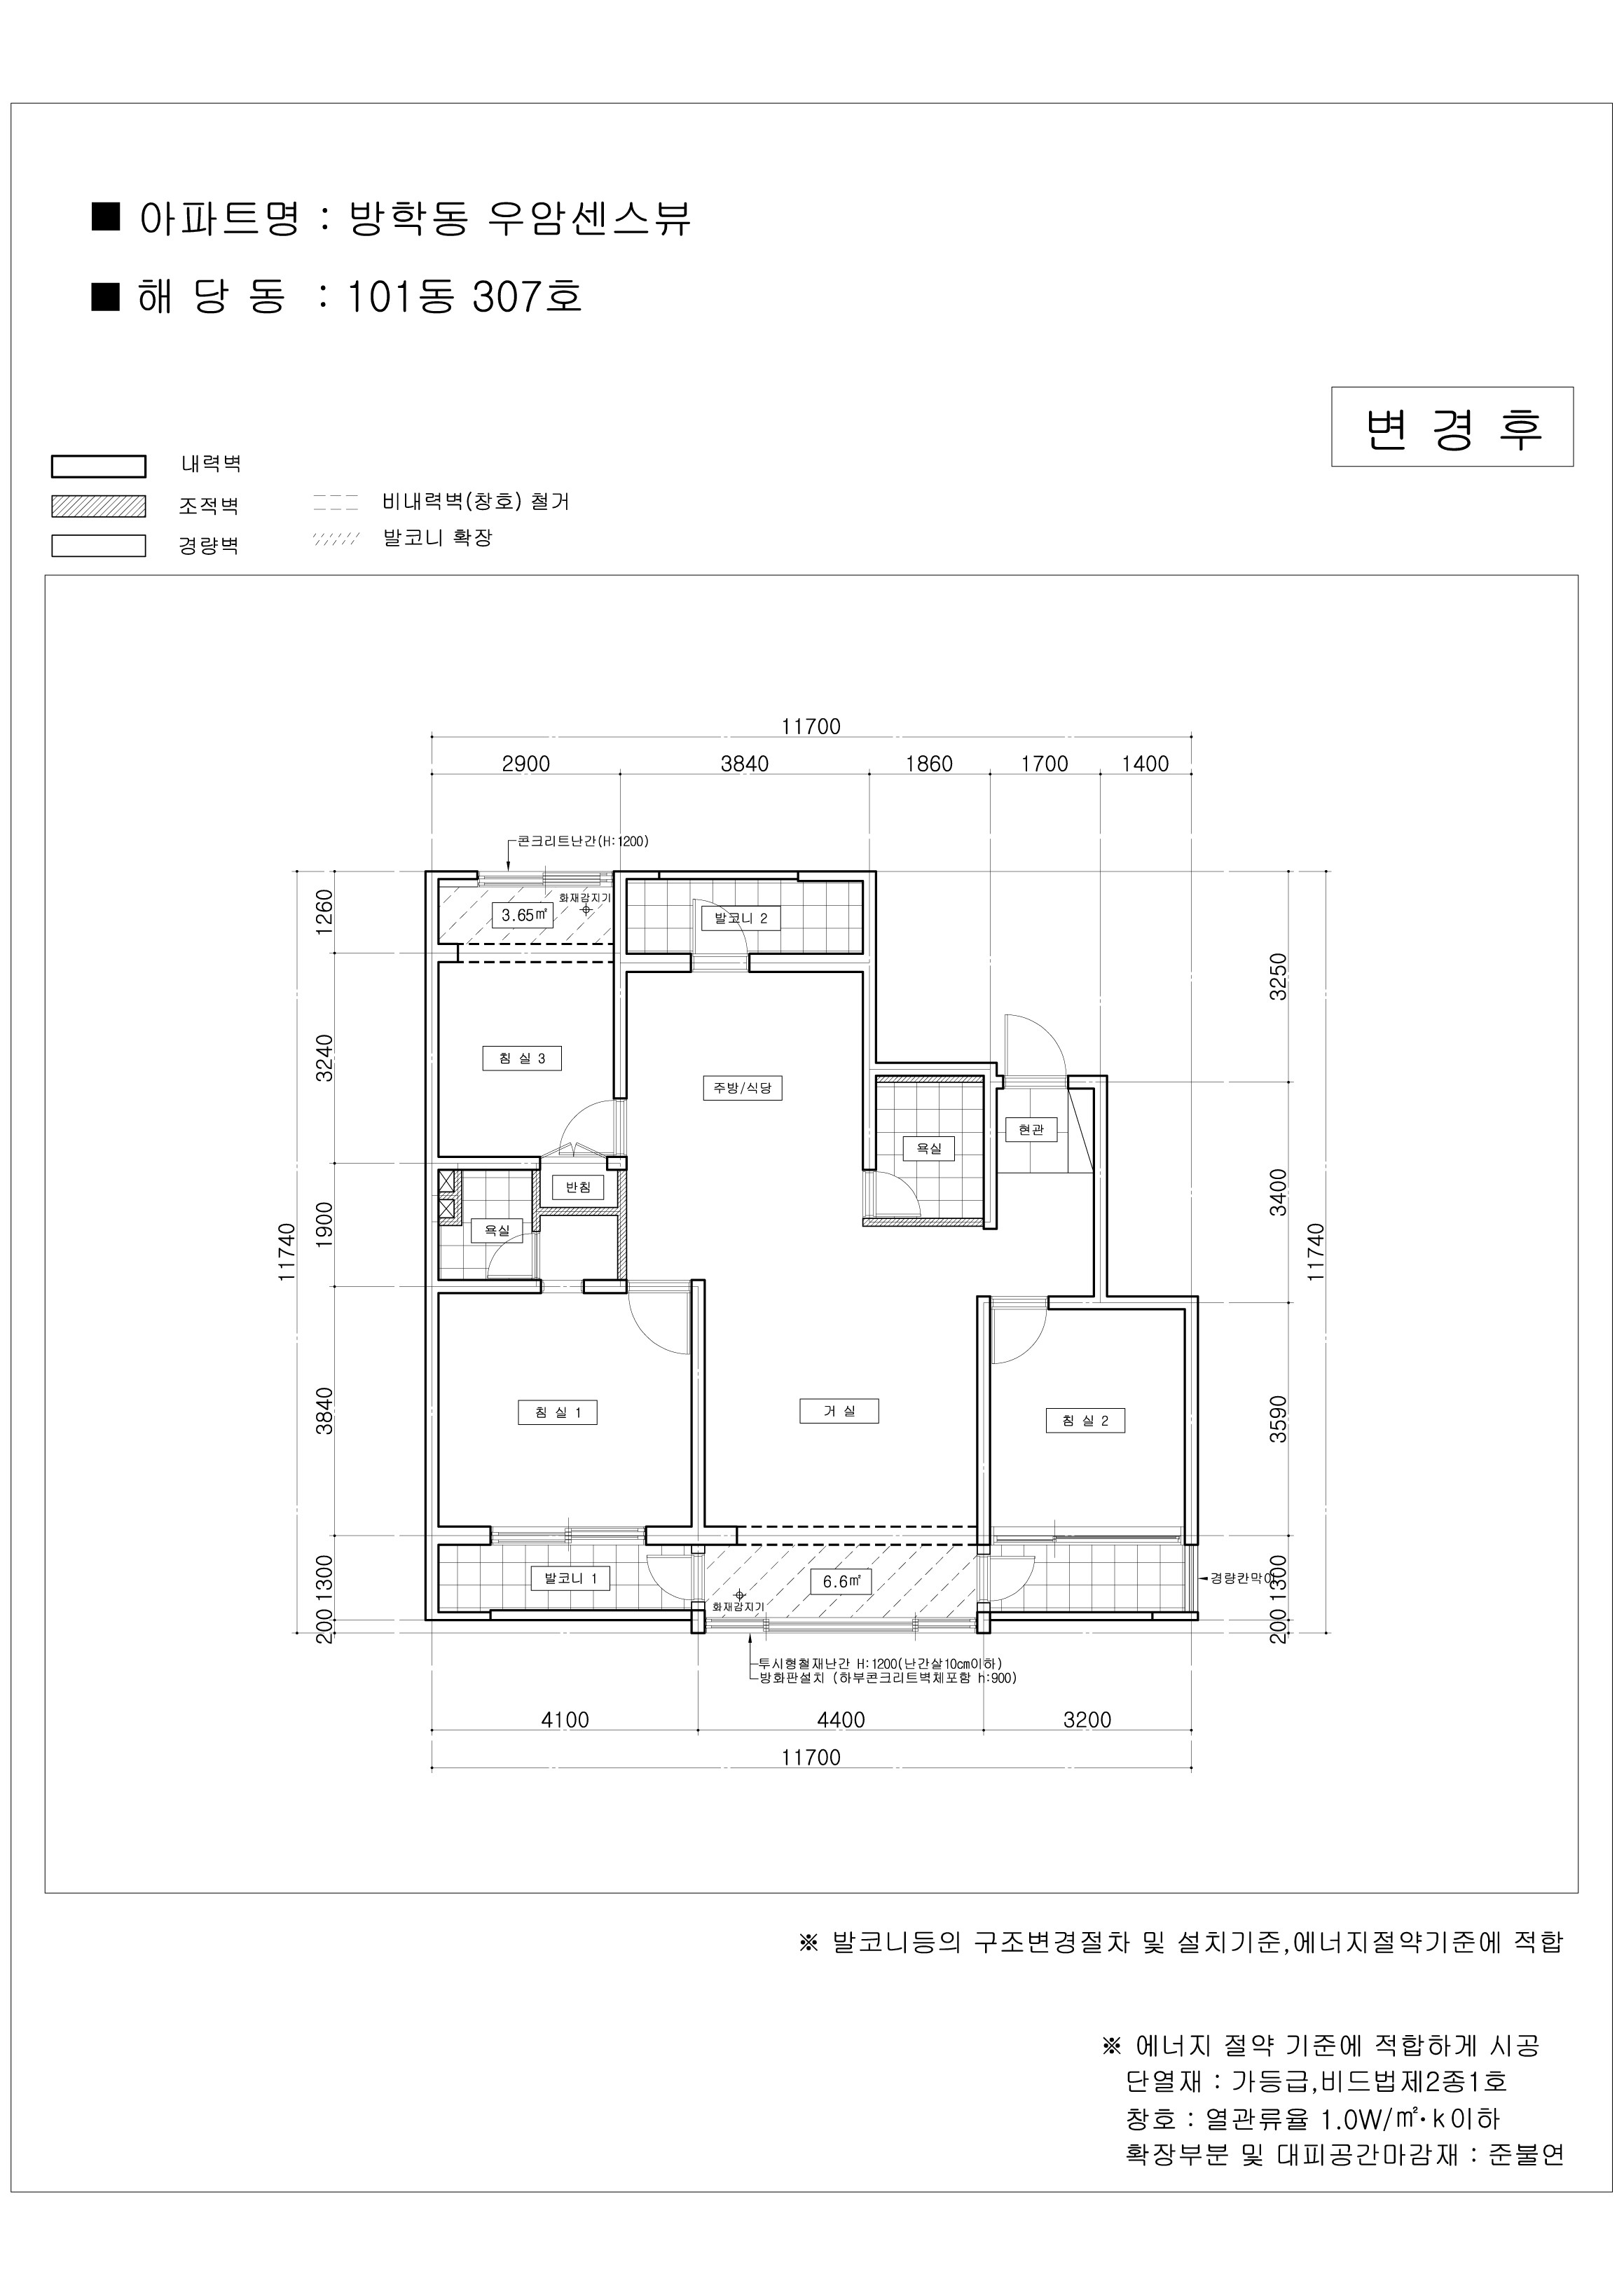 ■ 아파트명 : 방학동 우암센스뷰
■ 해 당 동 : 101동 307호
변 경 후
내력벽
조적벽
경량벽
비내력벽(창호) 철거
발코니 확장
11700
2900 3840 1860 1700 1400
콘크리트난간(H:1200)
화재감지기
3.65㎡
발코니 2
1260
3250
침 실 3
3240
주방/식당
현관
욕실
반침
3400
욕실
1900
11740
11740
3840
침 실 1
거 실
침 실 2
3590
발코니 1
6.6㎡
화재감지기
경량칸막이
1300
200
1300
200
투시형철재난간 H:1200(난간살10cm이하)
방화판설치 (하부콘크리트벽체포함 h:900)
4100 4400 3200
11700
※ 발코니등의 구조변경절차 및 설치기준,에너지절약기준에 적합
※ 에너지 절약 기준에 적합하게 시공
단열재 : 가등급,비드법제2종1호
창호 : 열관류율 1.0W/㎡·k이하
확장부분 및 대피공간마감재 : 준불연